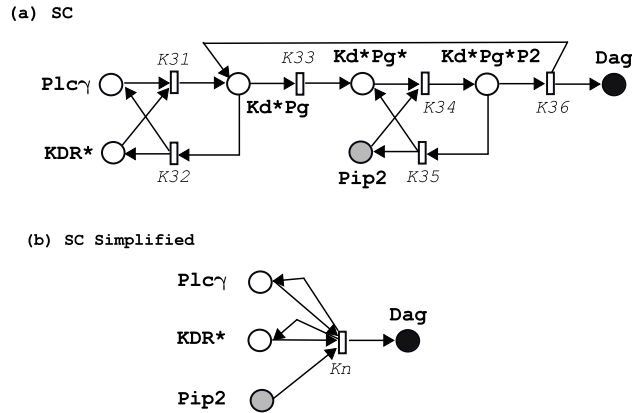 (a) SC
K31 K33 Kd*Pg* Kd*Pg*P2 Dag
Plcγ Kd*Pg K34 K36
KDR* K32 Pip2 K35
(b) SC Simplified
Plcγ
Dag
KDR*
Kn
Pip2